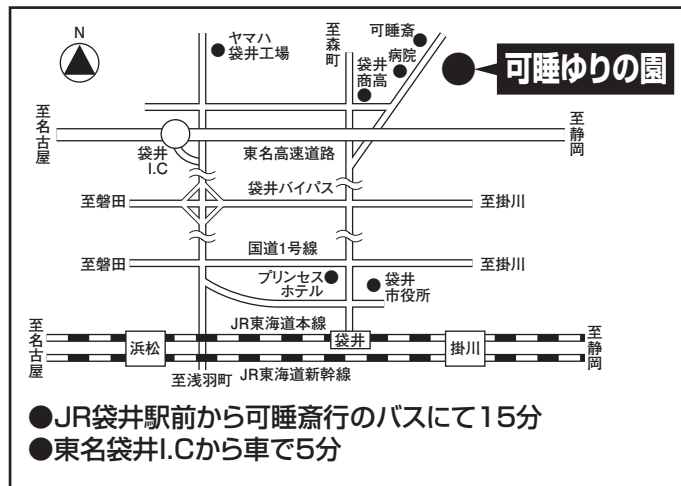 N
ヤマハ
袋井工場
至森町
可睡斎
病院
袋井
商高
可睡ゆりの園
至名古屋
至静岡
袋井
I.C
東名高速道路
袋井バイパス
至磐田
至掛川
国道1号線
至磐田
至掛川
プリンセス
ホテル
袋井
市役所
JR東海道本線
至名古屋
浜松
袋井
掛川
至静岡
至浅羽町
JR東海道新幹線
●JR袋井駅前から可睡斎行のバスにて15分
●東名袋井I.Cから車で5分